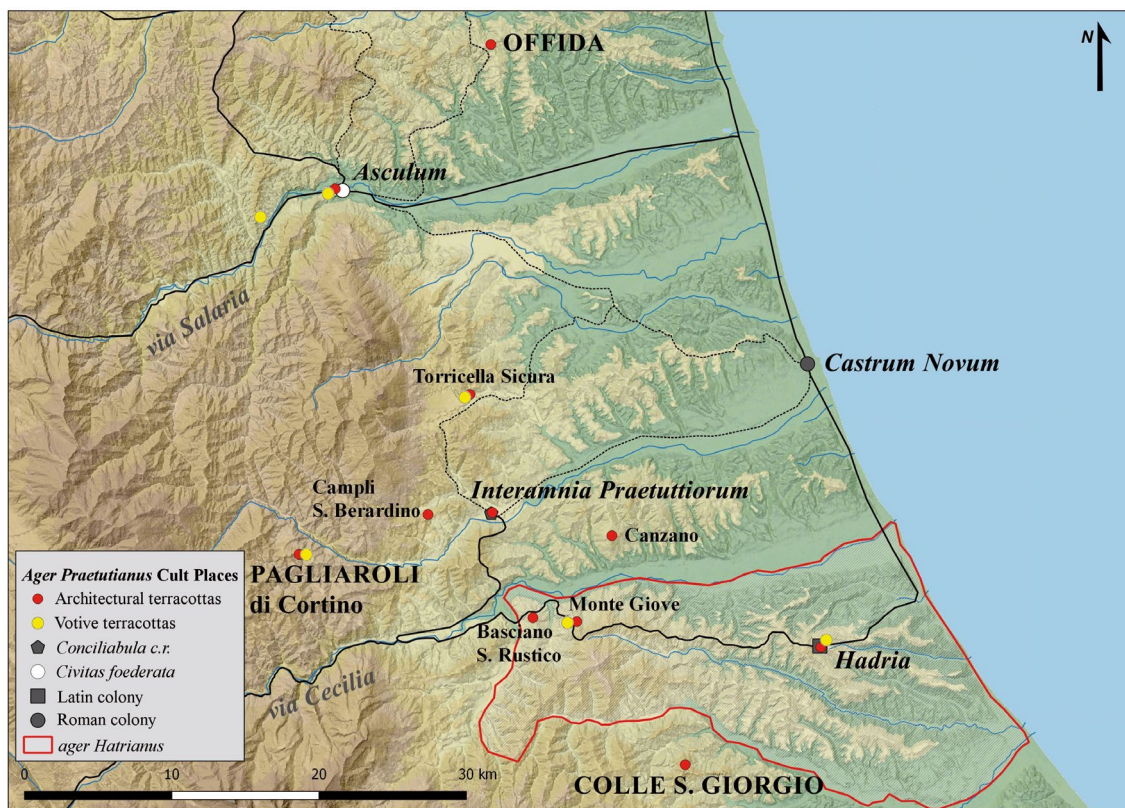 N
OFFIDA
Asculum
via Salaria
Castrum Novum
Torricella Sicura
Interamnia Praetuttiorum
Campli
S. Berardino
Canzano
PAGLIAROLI
di Cortino
Monte Giove
Basciano
S. Rustico
Hadria
via Cecilia
COLLE S. GIORGIO
Ager Praetutianus Cult Places
Architectural terracottas
Votive terracottas
Conciliabula c.r.
Civitas foederata
Latin colony
Roman colony
ager Hatrianus
0 10 20 30 km